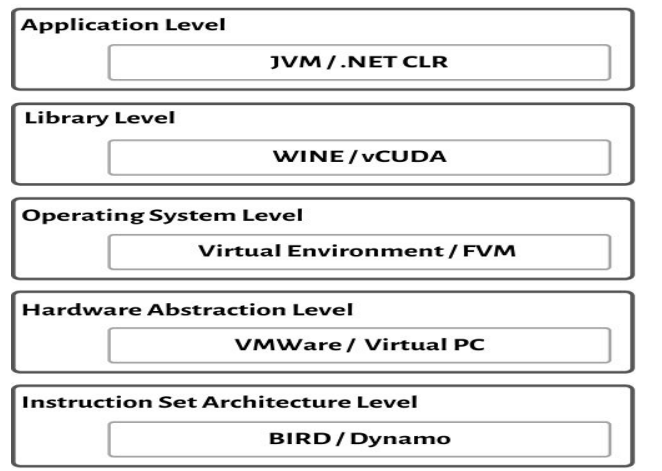 Application Level
JVM / .NET CLR
Library Level
WINE / vCUDA
Operating System Level
Virtual Environment / FVM
Hardware Abstraction Level
VMWare / Virtual PC
Instruction Set Architecture Level
BIRD / Dynamo